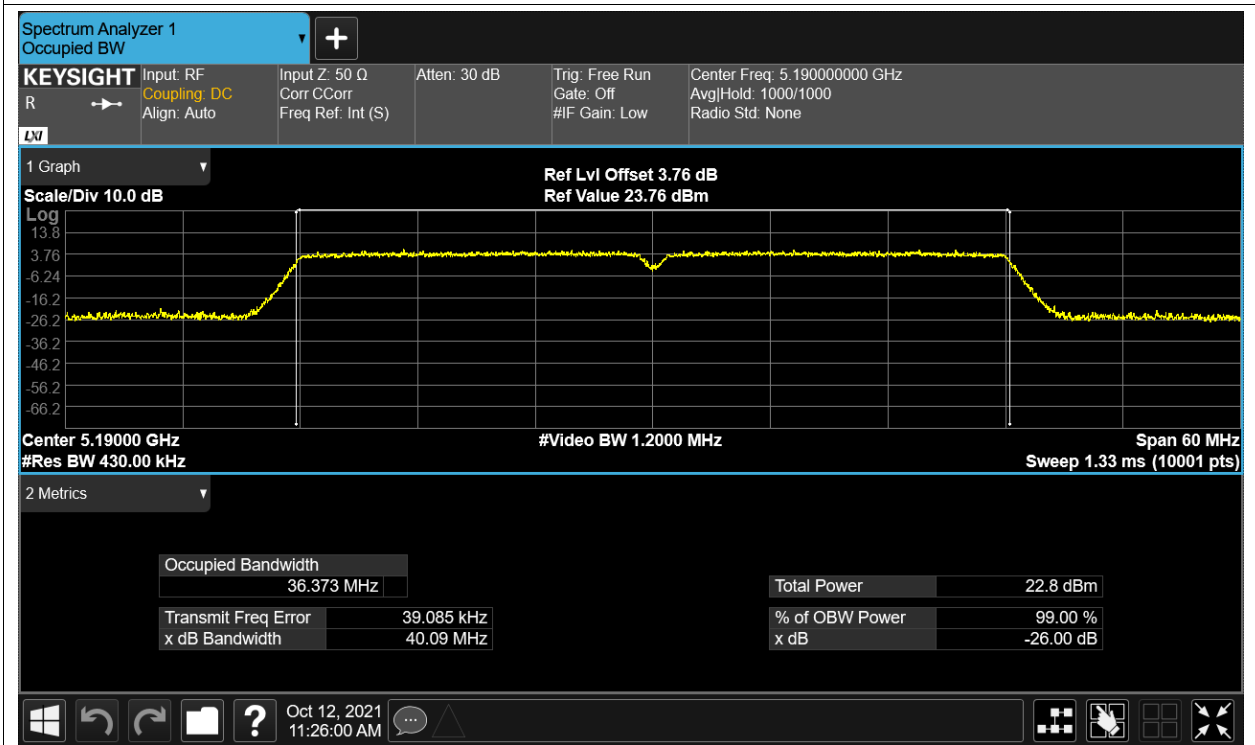 Spectrum Analyzer 1
Occupied BW
KEYSIGHT
R
LXI
Input: RF
Coupling: DC
Align: Auto
Input Z: 50 Ω
Corr CCorr
Freq Ref: Int (S)
Atten: 30 dB
Trig: Free Run
Gate: Off
#IF Gain: Low
Center Freq: 5.190000000 GHz
Avg|Hold: 1000/1000
Radio Std: None
1 Graph
Scale/Div 10.0 dB
Ref Lvl Offset 3.76 dB
Ref Value 23.76 dBm
Log
13.8
3.76
-6.24
-16.2
-26.2
-36.2
-46.2
-56.2
-66.2
Center 5.19000 GHz
#Video BW 1.2000 MHz
Span 60 MHz
#Res BW 430.00 kHz
Sweep 1.33 ms (10001 pts)
2 Metrics
Occupied Bandwidth
36.373 MHz
Total Power 22.8 dBm
Transmit Freq Error 39.085 kHz
% of OBW Power 99.00 %
x dB Bandwidth 40.09 MHz
x dB -26.00 dB
?
Oct 12, 2021
11:26:00 AM